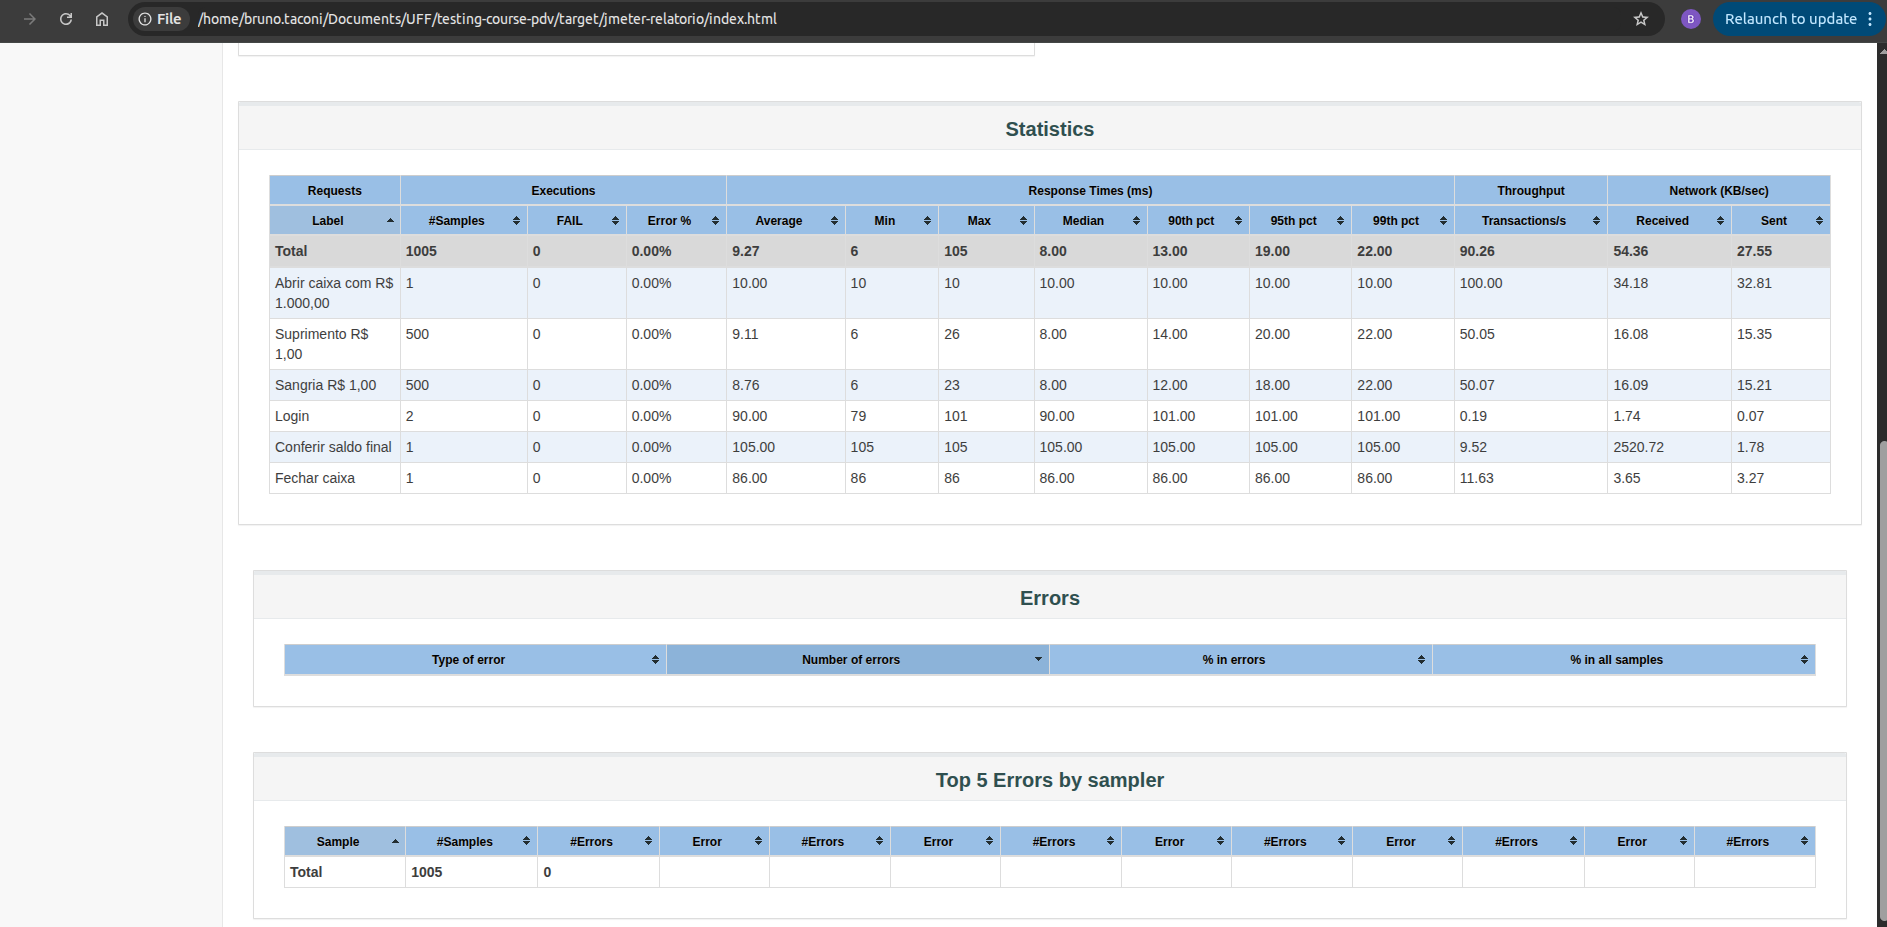 File /home/bruno.taconi/Documents/UFF/testing-course-pdv/target/jmeter-relatorio/index.html B Relaunch to update
Statistics
Requests Executions Response Times (ms) Throughput Network (KB/sec)
Label #Samples FAIL Error % Average Min Max Median 90th pct 95th pct 99th pct Transactions/s Received Sent
Total 1005 0 0.00% 9.27 6 105 8.00 13.00 19.00 22.00 90.26 54.36 27.55
Abrir caixa com R$ 1 0 0.00% 10.00 10 10 10.00 10.00 10.00 10.00 100.00 34.18 32.81
1.000,00
Suprimento R$ 500 0 0.00% 9.11 6 26 8.00 14.00 20.00 22.00 50.05 16.08 15.35
1,00
Sangria R$ 1,00 500 0 0.00% 8.76 6 23 8.00 12.00 18.00 22.00 50.07 16.09 15.21
Login 2 0 0.00% 90.00 79 101 90.00 101.00 101.00 101.00 0.19 1.74 0.07
Conferir saldo final 1 0 0.00% 105.00 105 105 105.00 105.00 105.00 105.00 9.52 2520.72 1.78
Fechar caixa 1 0 0.00% 86.00 86 86 86.00 86.00 86.00 86.00 11.63 3.65 3.27
Errors
Type of error Number of errors % in errors % in all samples
Top 5 Errors by sampler
Sample #Samples #Errors Error #Errors Error #Errors Error #Errors Error #Errors Error #Errors
Total 1005 0